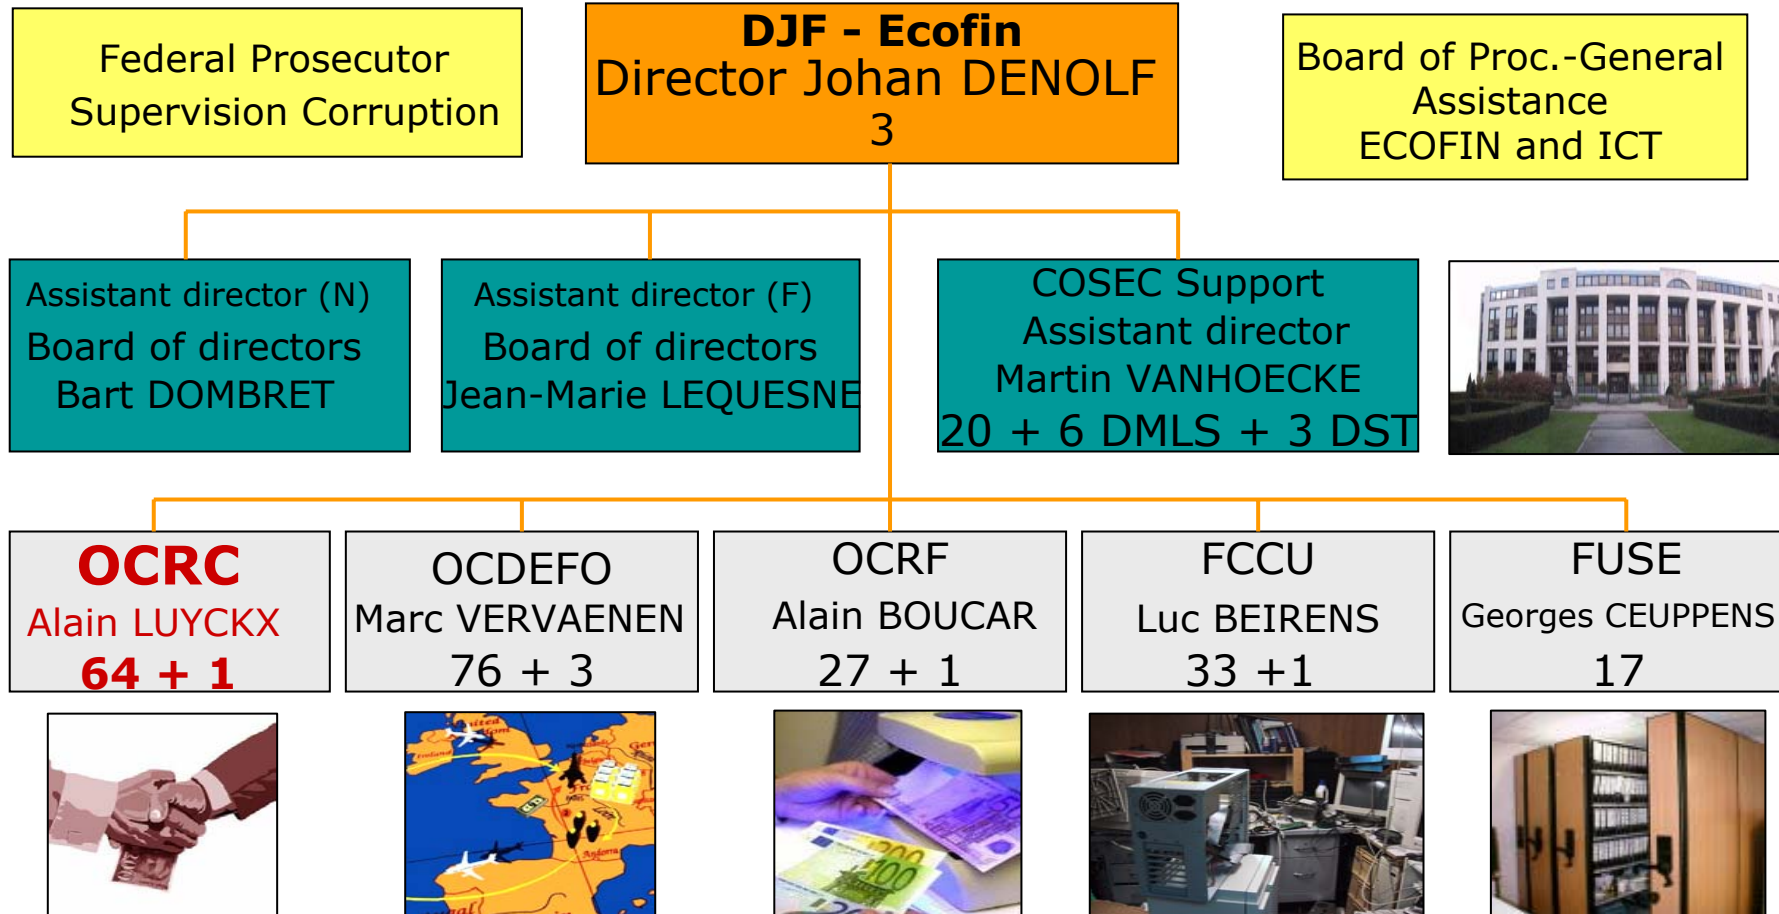 Federal Prosecutor
Supervision Corruption
DJF - Ecofin
Director Johan DENOLF
3
Board of Proc.-General
Assistance
ECOFIN and ICT
Assistant director (N)
Board of directors
Bart DOMBRET
Assistant director (F)
Board of directors
Jean-Marie LEQUESNE
COSEC Support
Assistant director
Martin VANHOECKE
20 + 6 DMLS + 3 DST
OCRC
Alain LUYCKX
64 + 1
OCDEFO
Marc VERVAENEN
76 + 3
OCRF
Alain BOUCAR
27 + 1
FCCU
Luc BEIRENS
33 +1
FUSE
Georges CEUPPENS
17
Andorra
200
100